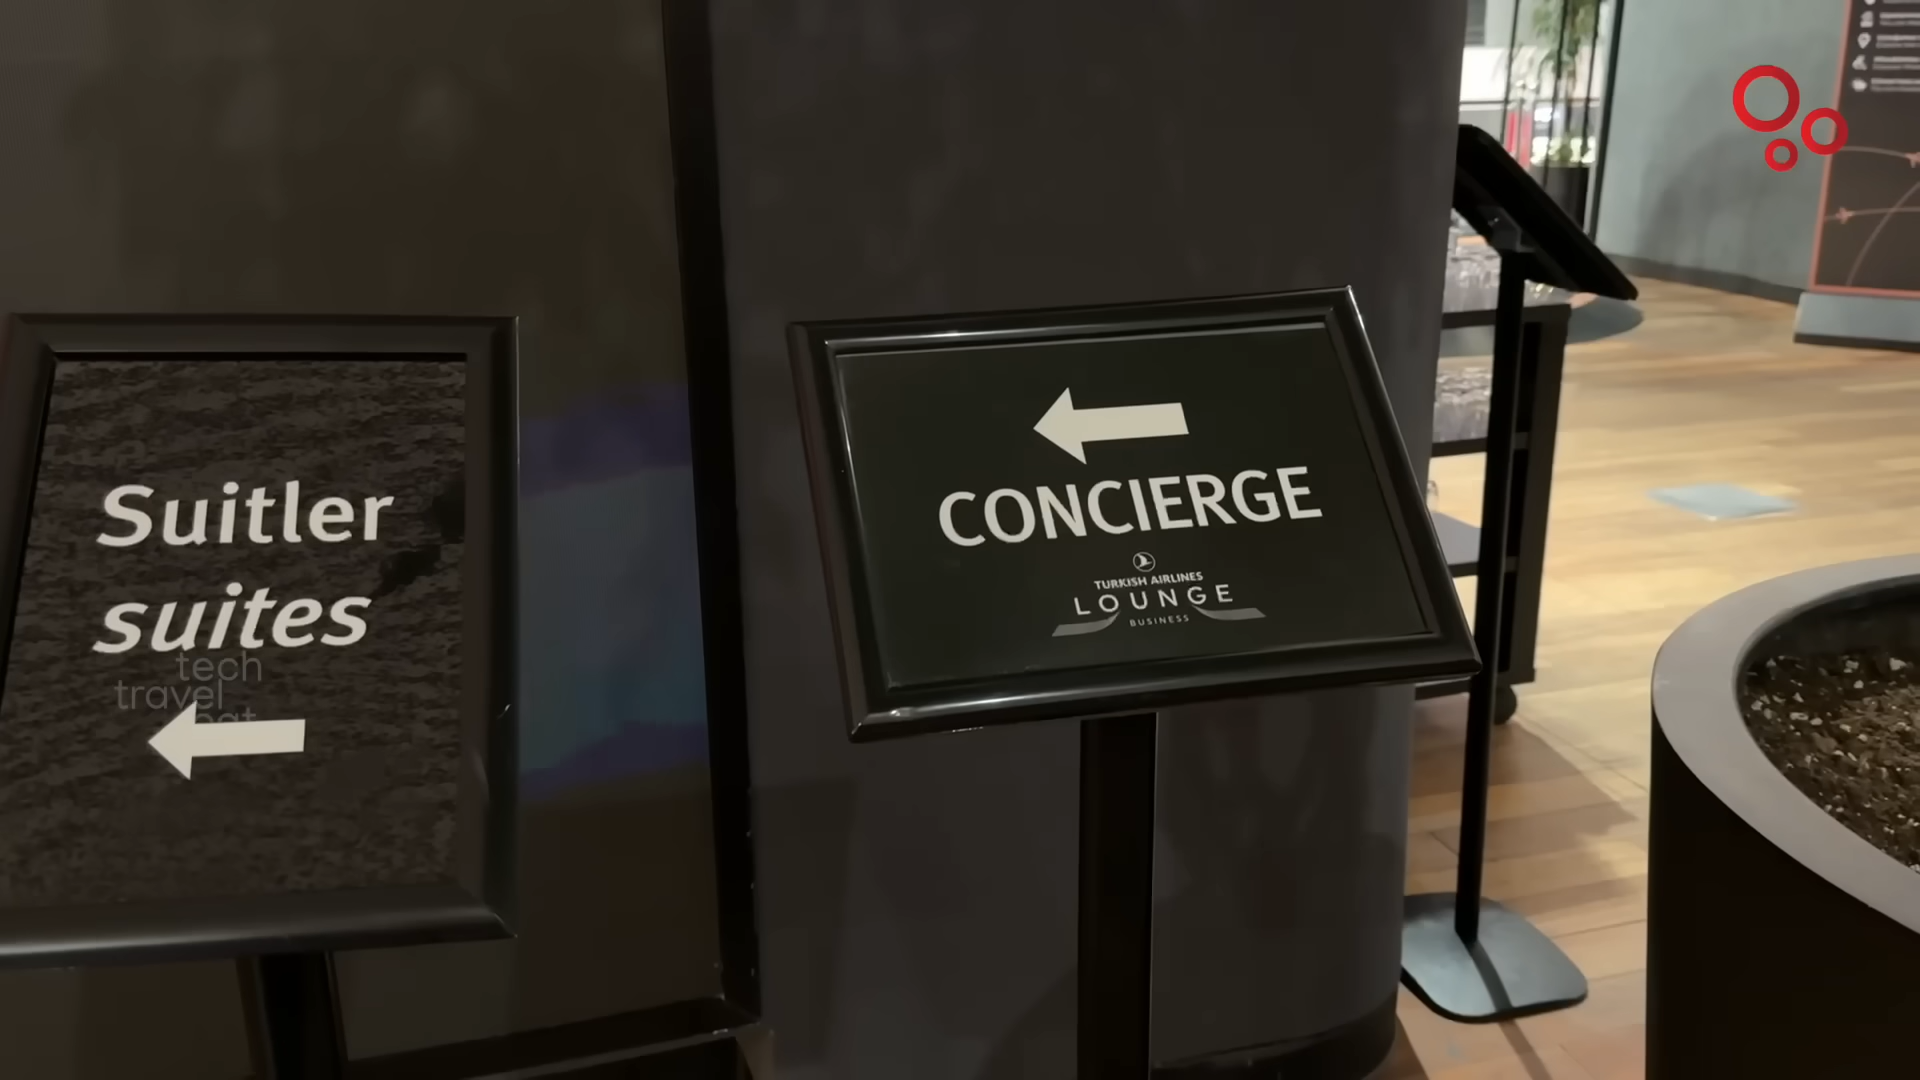 Suitler
suites
tech
travel
CONCIERGE
TURKISH AIRLINES
LOUNGE
BUSINESS